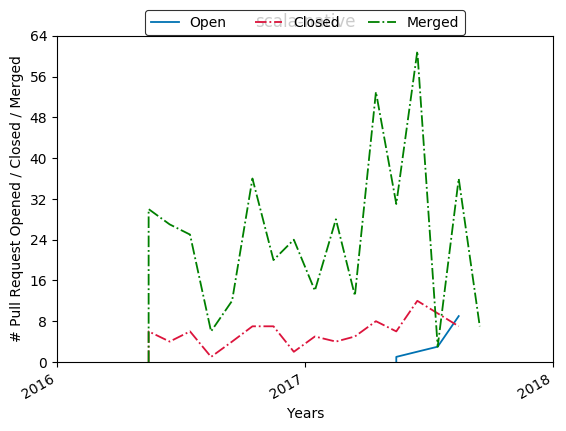 scala-native
Open Closed Merged
# Pull Request Opened / Closed / Merged
64
56
48
40
32
24
16
8
0
2016 2017 2018
Years